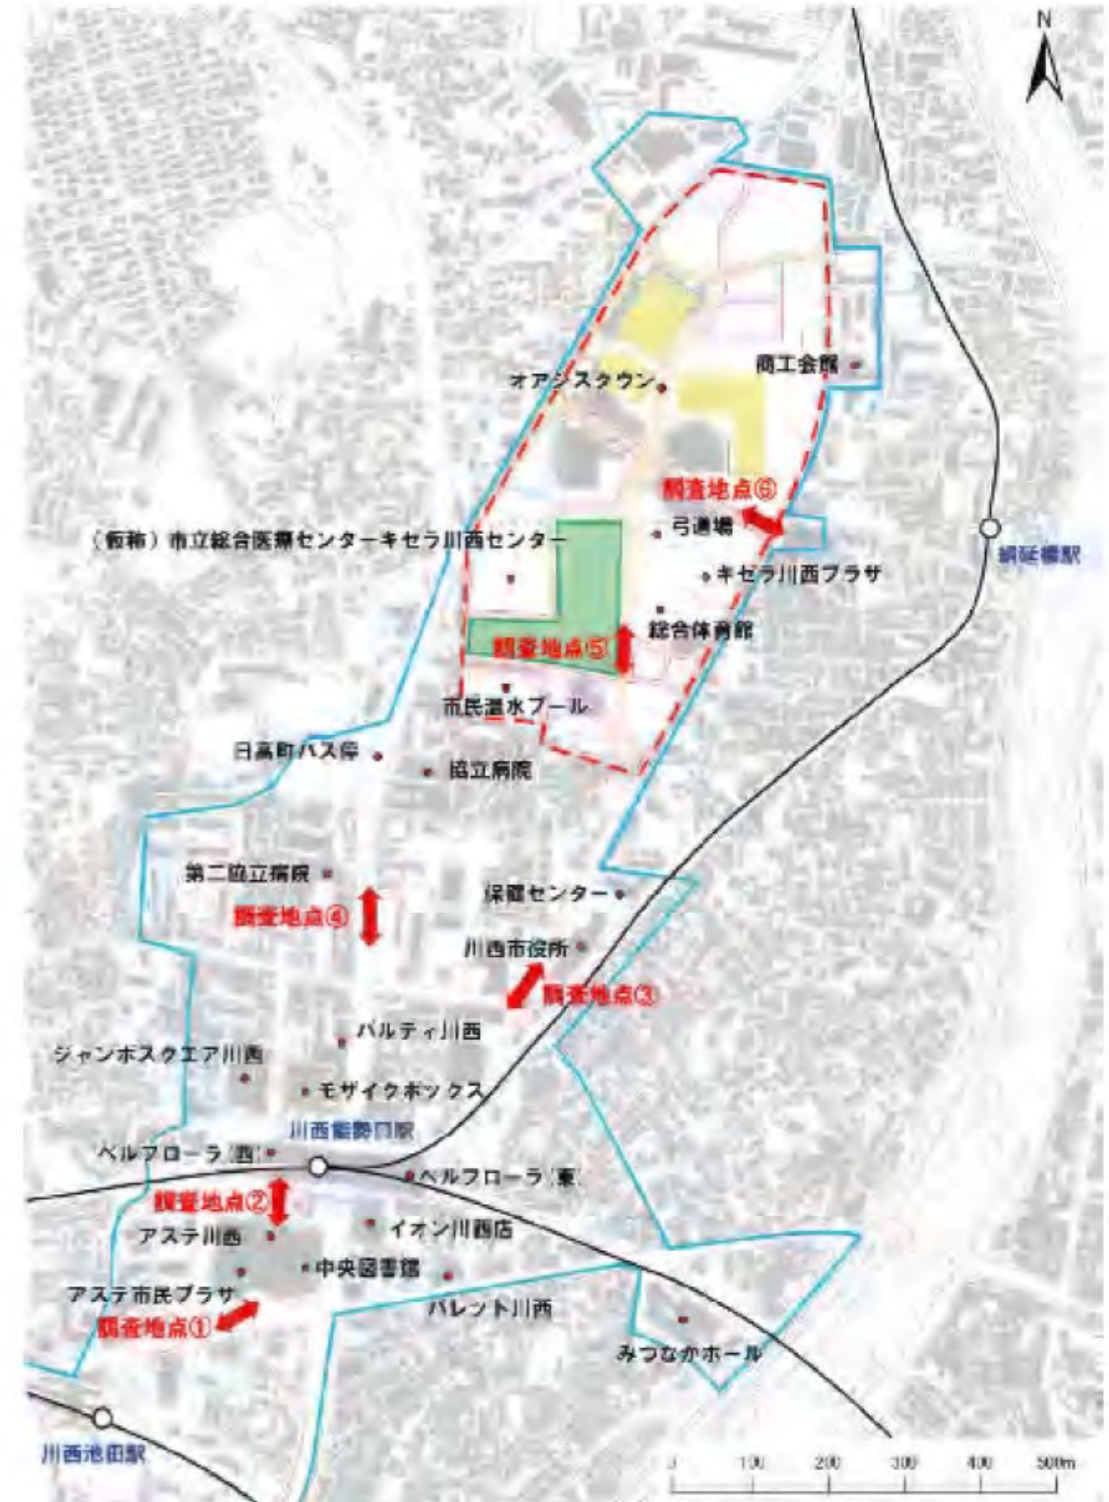 N
商工会館
オアシスタウン
調査地点⑥
弓道場
(仮称)市立総合医療センターキセラ川西センター
絹延橋駅
キセラ川西プラザ
総合体育館
調査地点⑤
市民温水プール
日高町バス停
協立病院
第二協立病院
保健センター
調査地点④
川西市役所
調査地点③
パルティ川西
ジャンボスクエア川西
モザイクボックス
川西能勢口駅
ベルフローラ(西)
ベルフローラ(東)
調査地点②
イオン川西店
アステ川西
中央図書館
アステ市民プラザ
パレット川西
調査地点①
みつなかホール
川西池田駅
0 100 200 300 400 500m